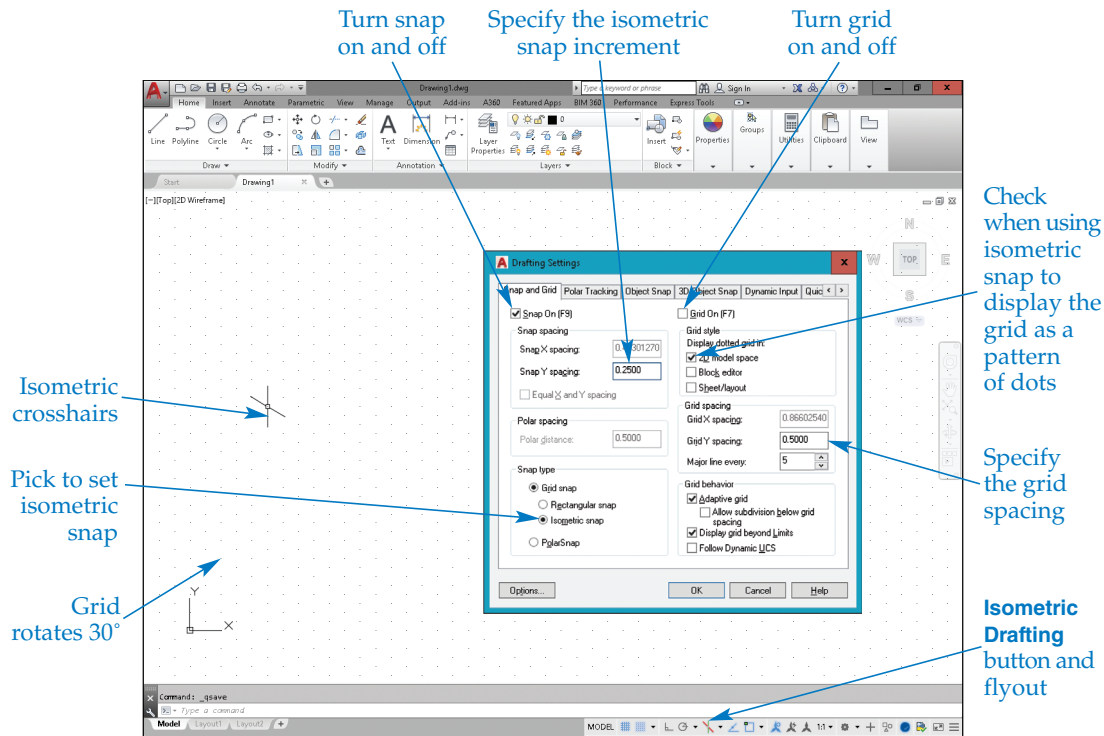 Turn snap
on and off
Specify the isometric
snap increment
Turn grid
on and off
Drawing1.dwg
Type a keyword or phrase
Sign In
Home Insert Annotate Parametric View Manage Output Add-ins A360 Featured Apps BIM 360 Performance Express Tools
0
Line Polyline Circle Arc
Text Dimension
Layer
Properties
Insert
Properties
Groups
Utilities
Clipboard
View
Draw
Modify
Annotation
Layers
Block
Start
Drawing1
[−][Top][2D Wireframe]
N
W
TOP
E
S
WCS
Check
when using
isometric
snap to
display the
grid as a
pattern
of dots
Drafting Settings
Snap and Grid Polar Tracking Object Snap 3D Object Snap Dynamic Input Quic
Snap On (F9)
Grid On (F7)
Snap spacing
Snap X spacing:
Snap Y spacing: 0.2500
Equal X and Y spacing
Polar spacing
Polar distance: 0.5000
Snap type
Grid snap
Rectangular snap
Isometric snap
PolarSnap
Grid style
Display dotted grid in:
2D model space
Block editor
Sheet/layout
Grid spacing
Grid X spacing: 0.86602540
Grid Y spacing: 0.5000
Major line every: 5
Grid behavior
Adaptive grid
Allow subdivision below grid
spacing
Display grid beyond Limits
Follow Dynamic UCS
Options...
OK
Cancel
Help
Isometric
crosshairs
Pick to set
isometric
snap
Grid
rotates 30˚
Y
X
Specify
the grid
spacing
Isometric
Drafting
button and
flyout
Command: _qsave
Type a command
Model Layout1 Layout2 +
MODEL
1:1